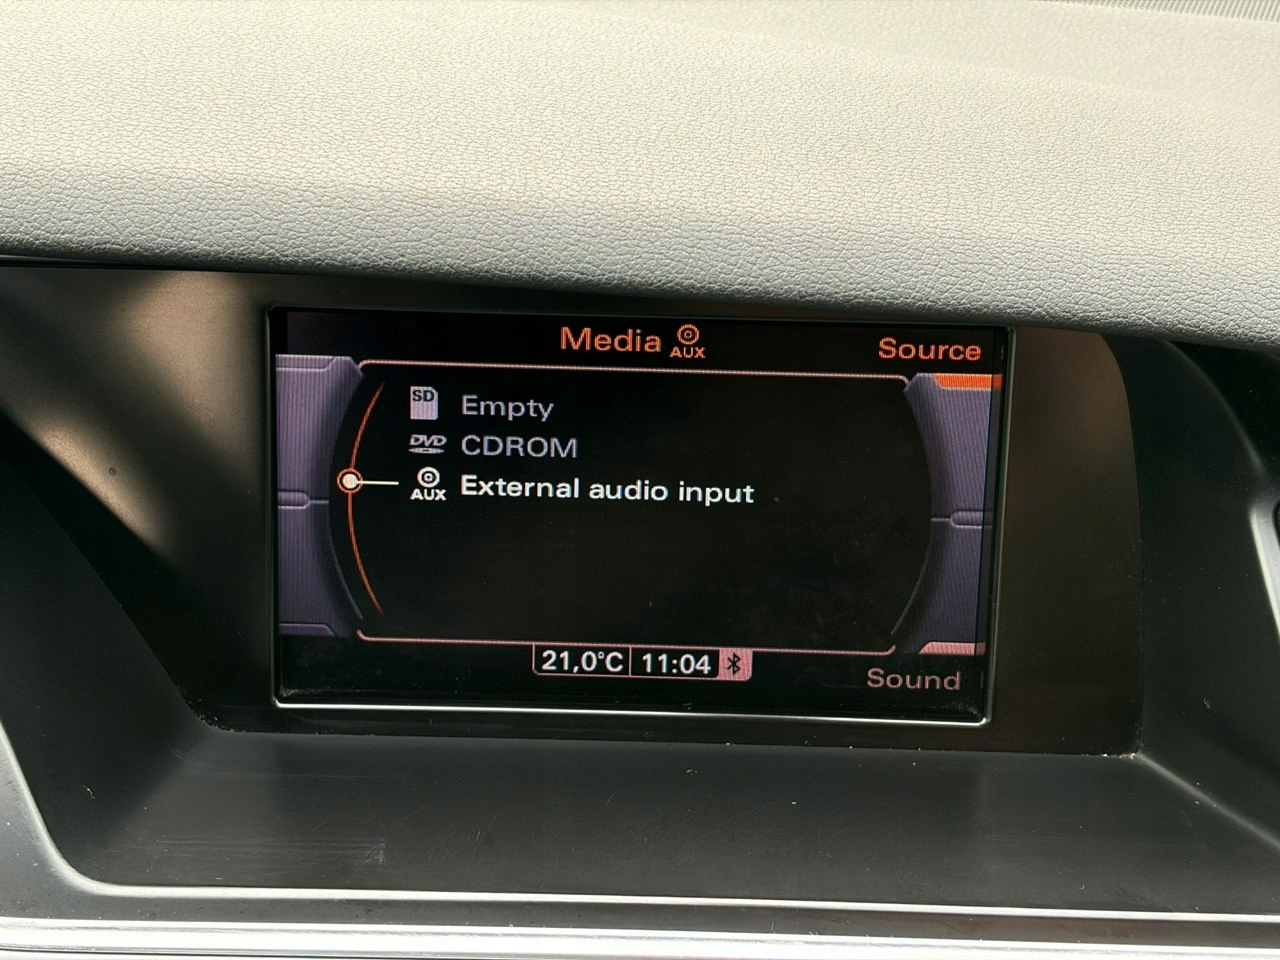 Media AUX Source
SD Empty
DVD CDROM
AUX External audio input
21,0°C 11:04
Sound